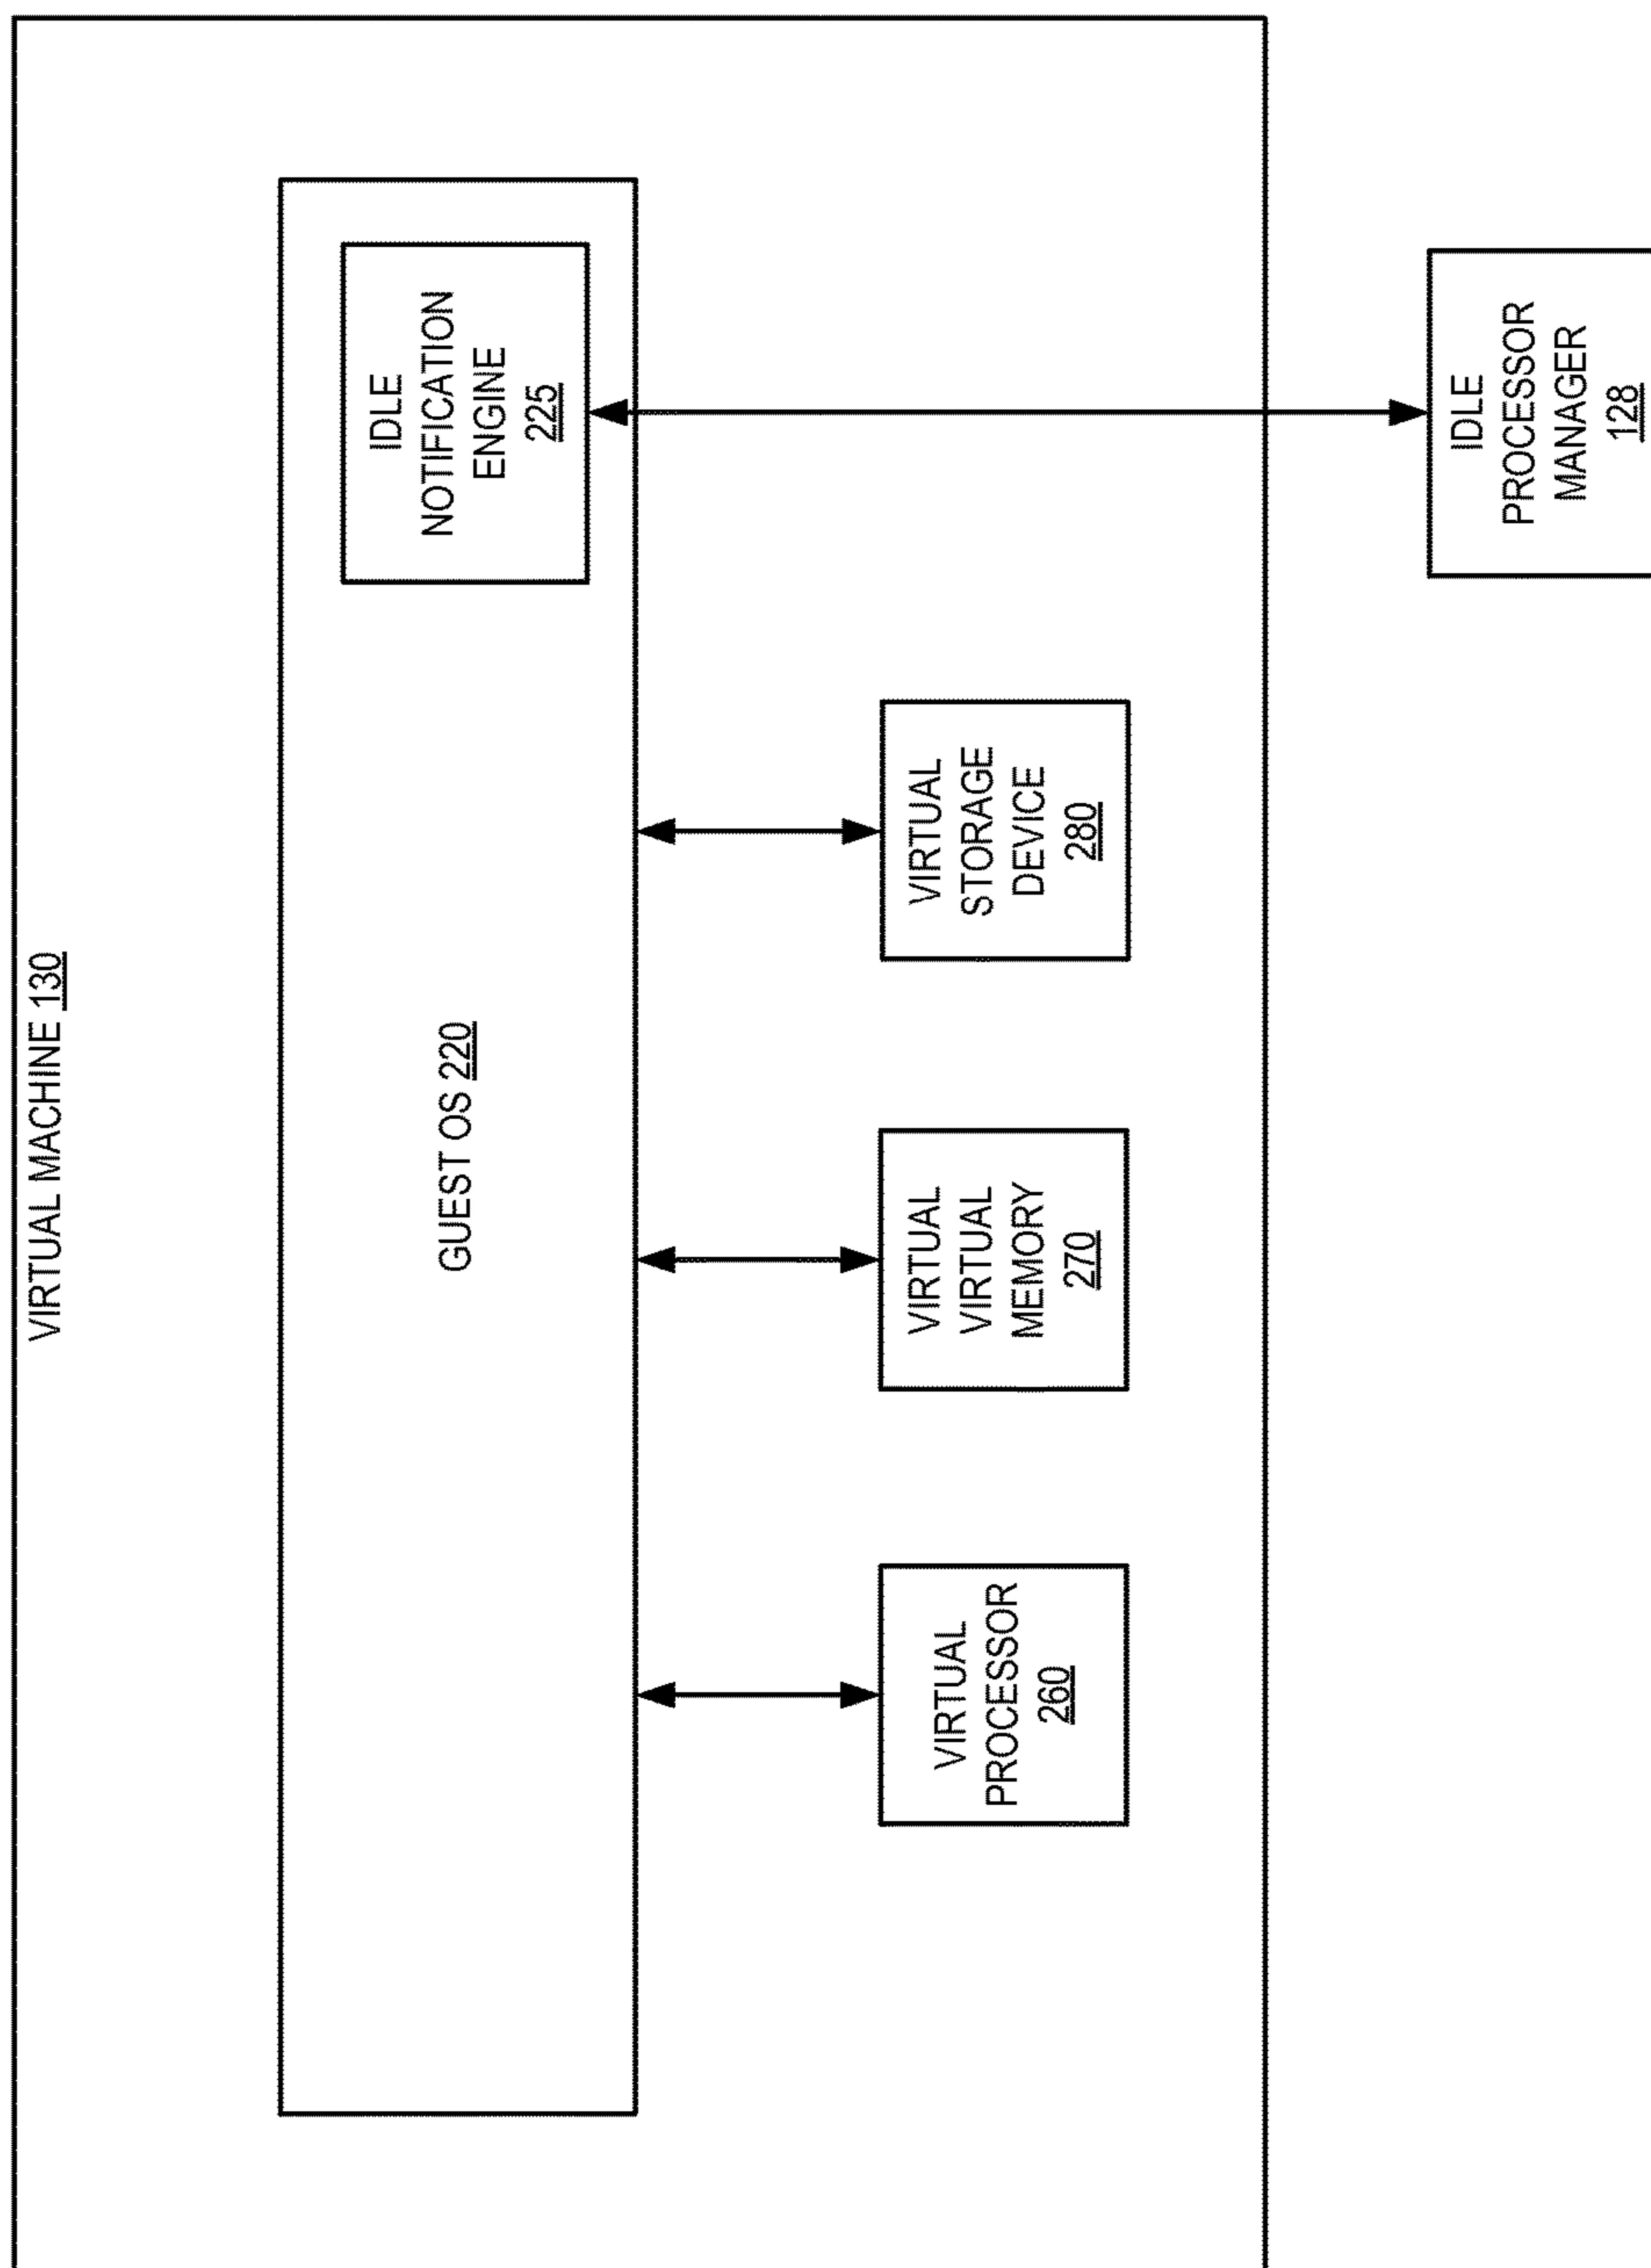 VIRTUAL MACHINE 130
GUEST OS 220
IDLE
NOTIFICATION
ENGINE
225
VIRTUAL
PROCESSOR
260
VIRTUAL
VIRTUAL
MEMORY
270
VIRTUAL
STORAGE
DEVICE
280
IDLE
PROCESSOR
MANAGER
128